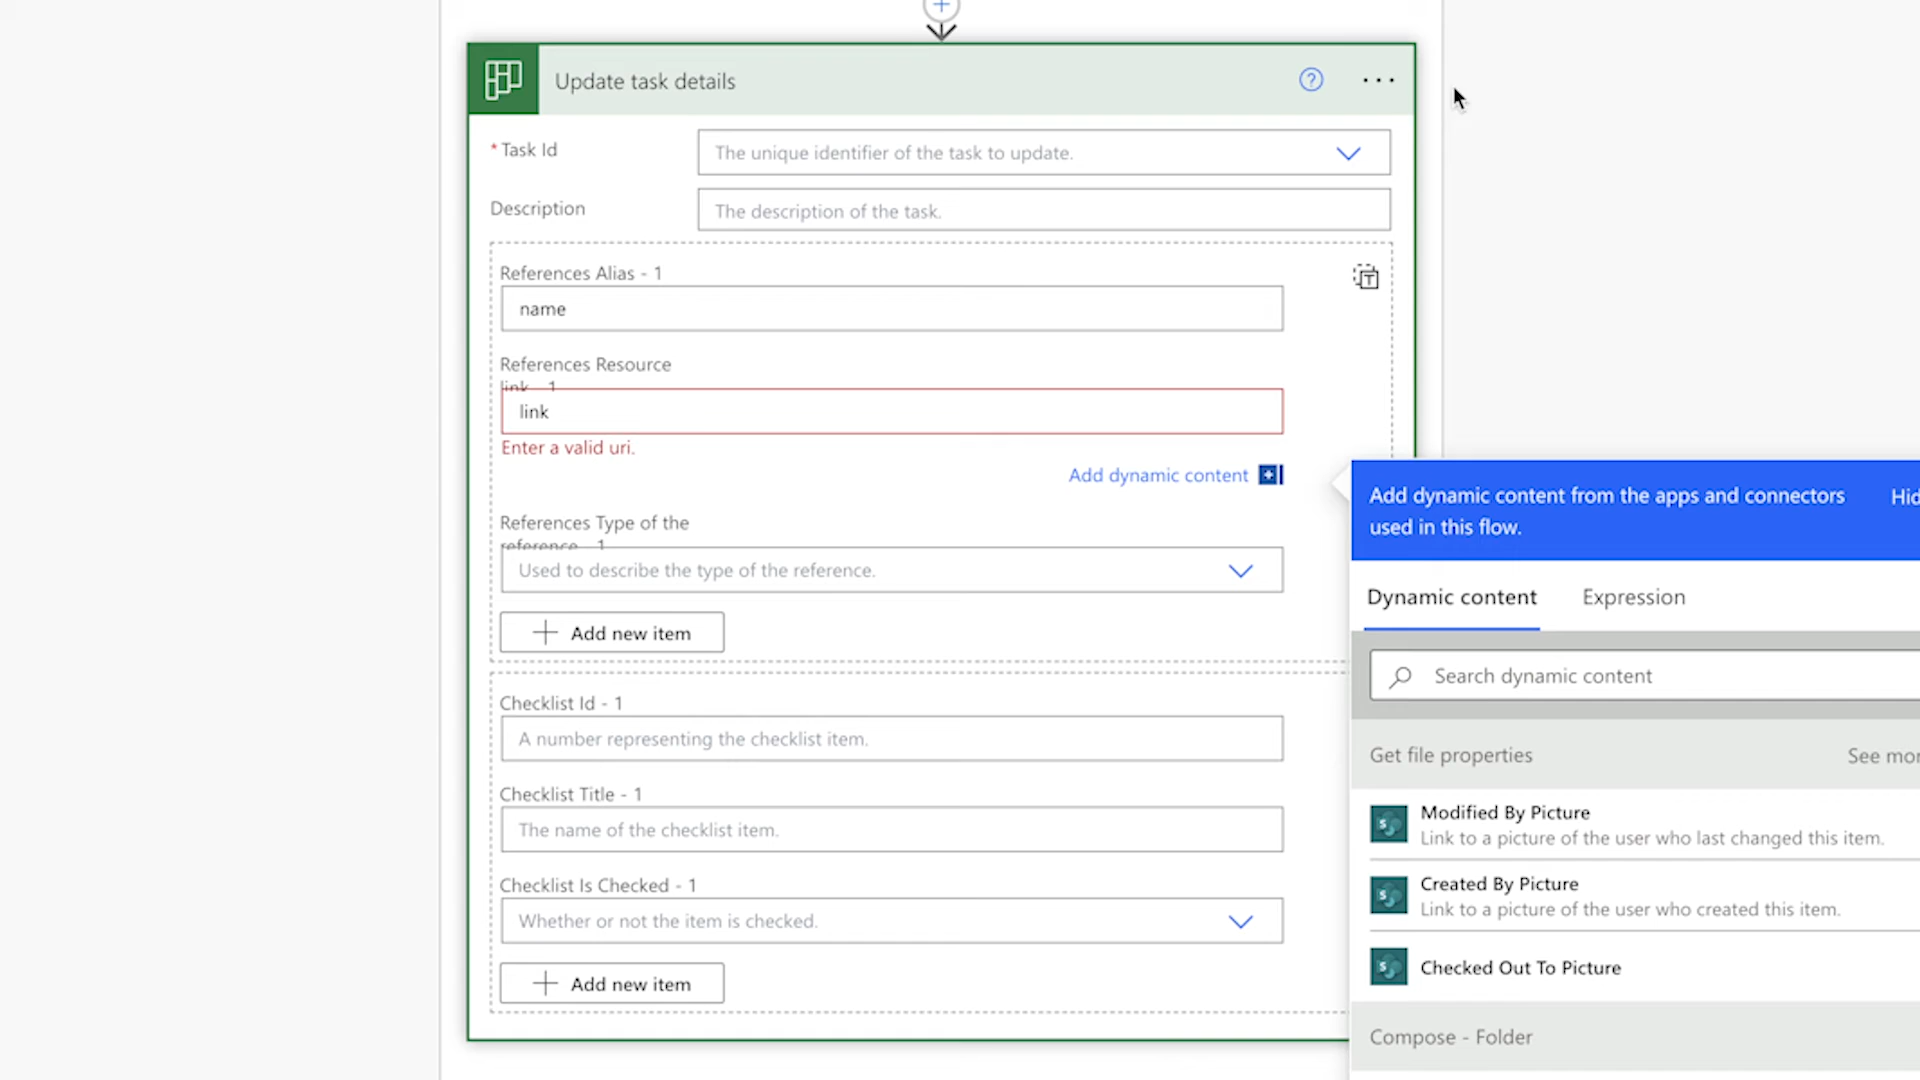 Update task details
* Task Id
The unique identifier of the task to update.
Description
The description of the task.
References Alias - 1
name
References Resource
link - 1
link
Enter a valid uri.
Add dynamic content
References Type of the
reference - 1
Used to describe the type of the reference.
Add new item
Checklist Id - 1
A number representing the checklist item.
Checklist Title - 1
The name of the checklist item.
Checklist Is Checked - 1
Whether or not the item is checked.
Add new item
Add dynamic content from the apps and connectors
used in this flow.
Hid
Dynamic content
Expression
Search dynamic content
Get file properties
See mor
Modified By Picture
Link to a picture of the user who last changed this item.
Created By Picture
Link to a picture of the user who created this item.
Checked Out To Picture
Compose - Folder